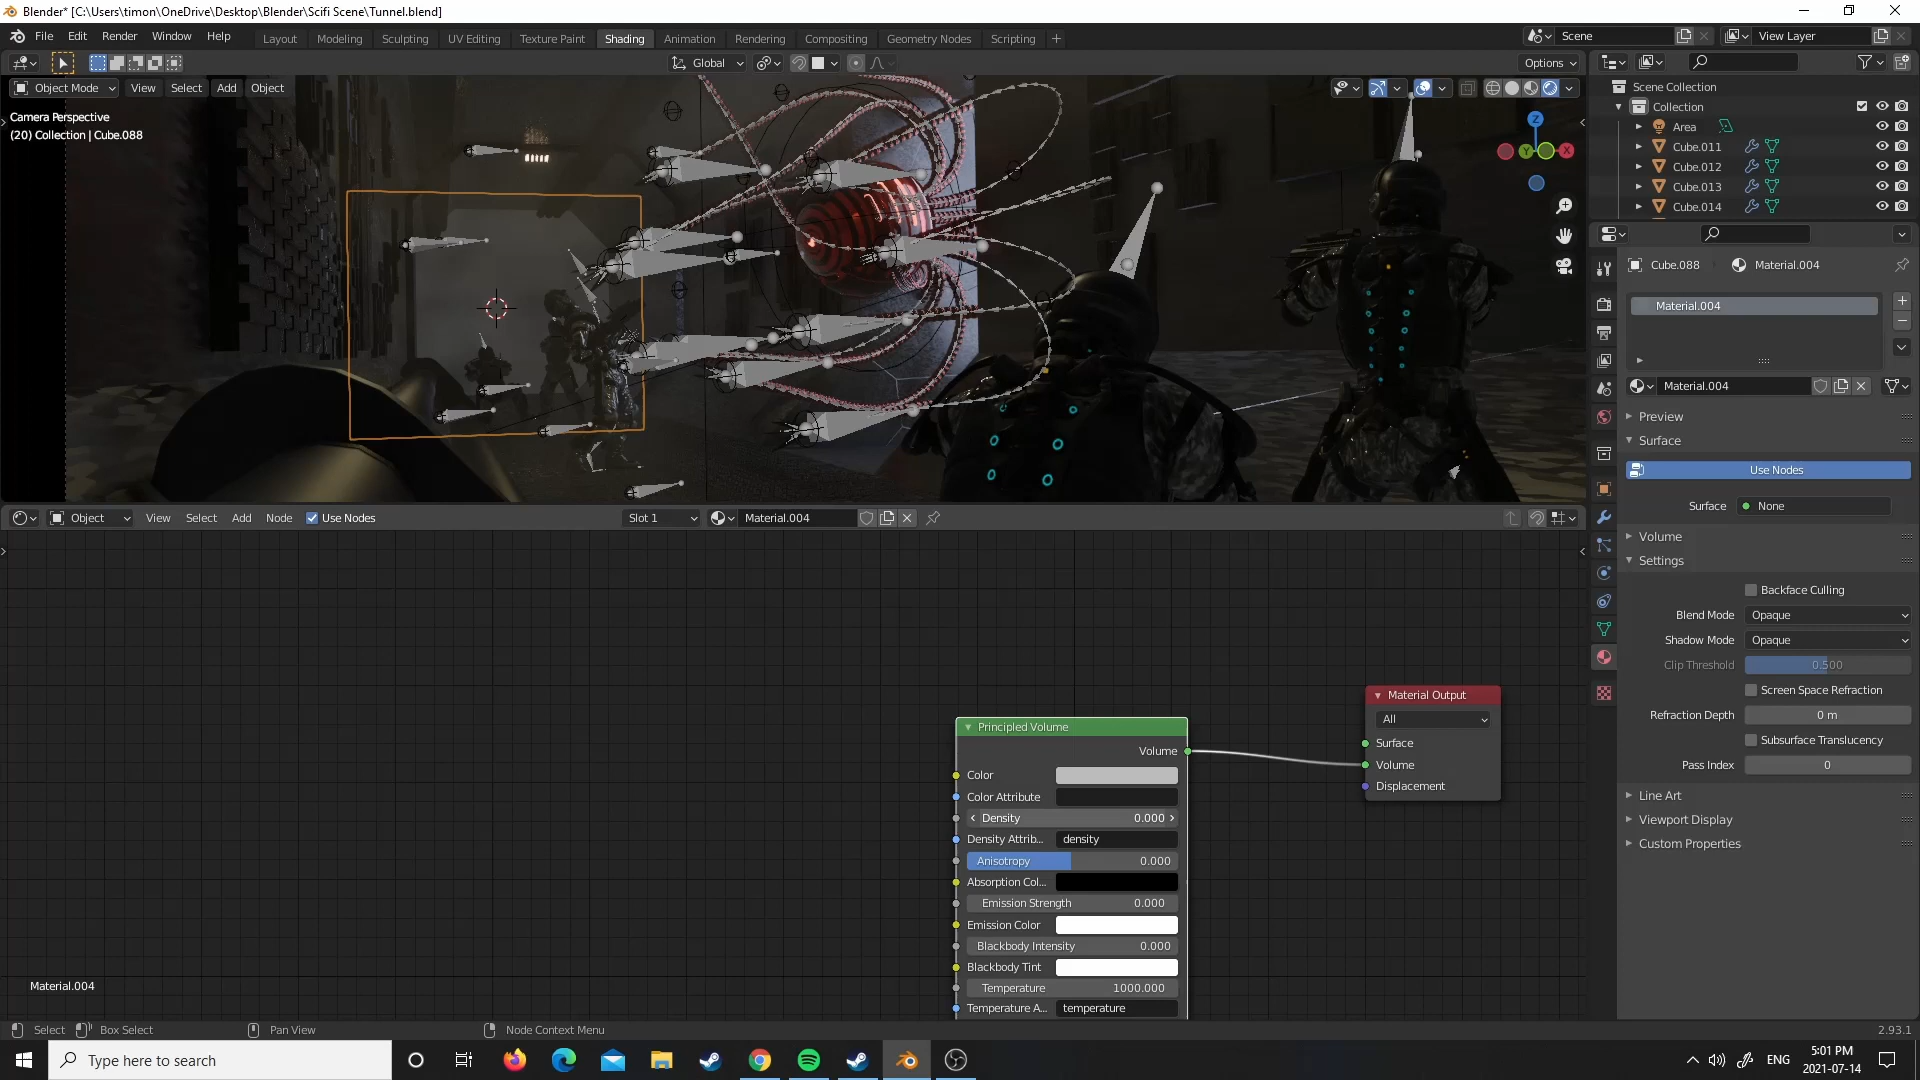 Blender* [C:\Users\timon\OneDrive\Desktop\Blender\Scifi Scene\Tunnel.blend]
File Edit Render Window Help
Layout Modeling Sculpting UV Editing Texture Paint Shading Animation Rendering Compositing Geometry Nodes Scripting +
Scene
View Layer
Global
Options
Object Mode View Select Add Object
Camera Perspective
(20) Collection | Cube.088
Z
Y
X
Scene Collection
Collection
Area
Cube.011
Cube.012
Cube.013
Cube.014
Cube.088 Material.004
Material.004
Material.004
Preview
Surface
Use Nodes
Surface None
Volume
Settings
Backface Culling
Blend Mode Opaque
Shadow Mode Opaque
Clip Threshold 0.500
Screen Space Refraction
Refraction Depth 0 m
Subsurface Translucency
Pass Index 0
Line Art
Viewport Display
Custom Properties
Object View Select Add Node Use Nodes Slot 1 Material.004
Material Output
All
Surface
Volume
Displacement
Principled Volume
Volume
Color
Color Attribute
Density 0.000
Density Attrib... density
Anisotropy 0.000
Absorption Col...
Emission Strength 0.000
Emission Color
Blackbody Intensity 0.000
Blackbody Tint
Temperature 1000.000
Temperature A... temperature
Material.004
Select Box Select Pan View Node Context Menu 2.93.1
Type here to search
ENG
5:01 PM
2021-07-14